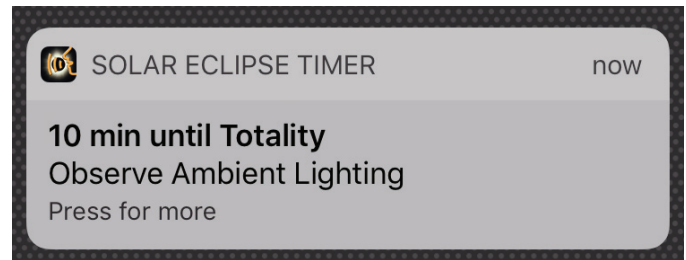 SOLAR ECLIPSE TIMER now
10 min until Totality
Observe Ambient Lighting
Press for more